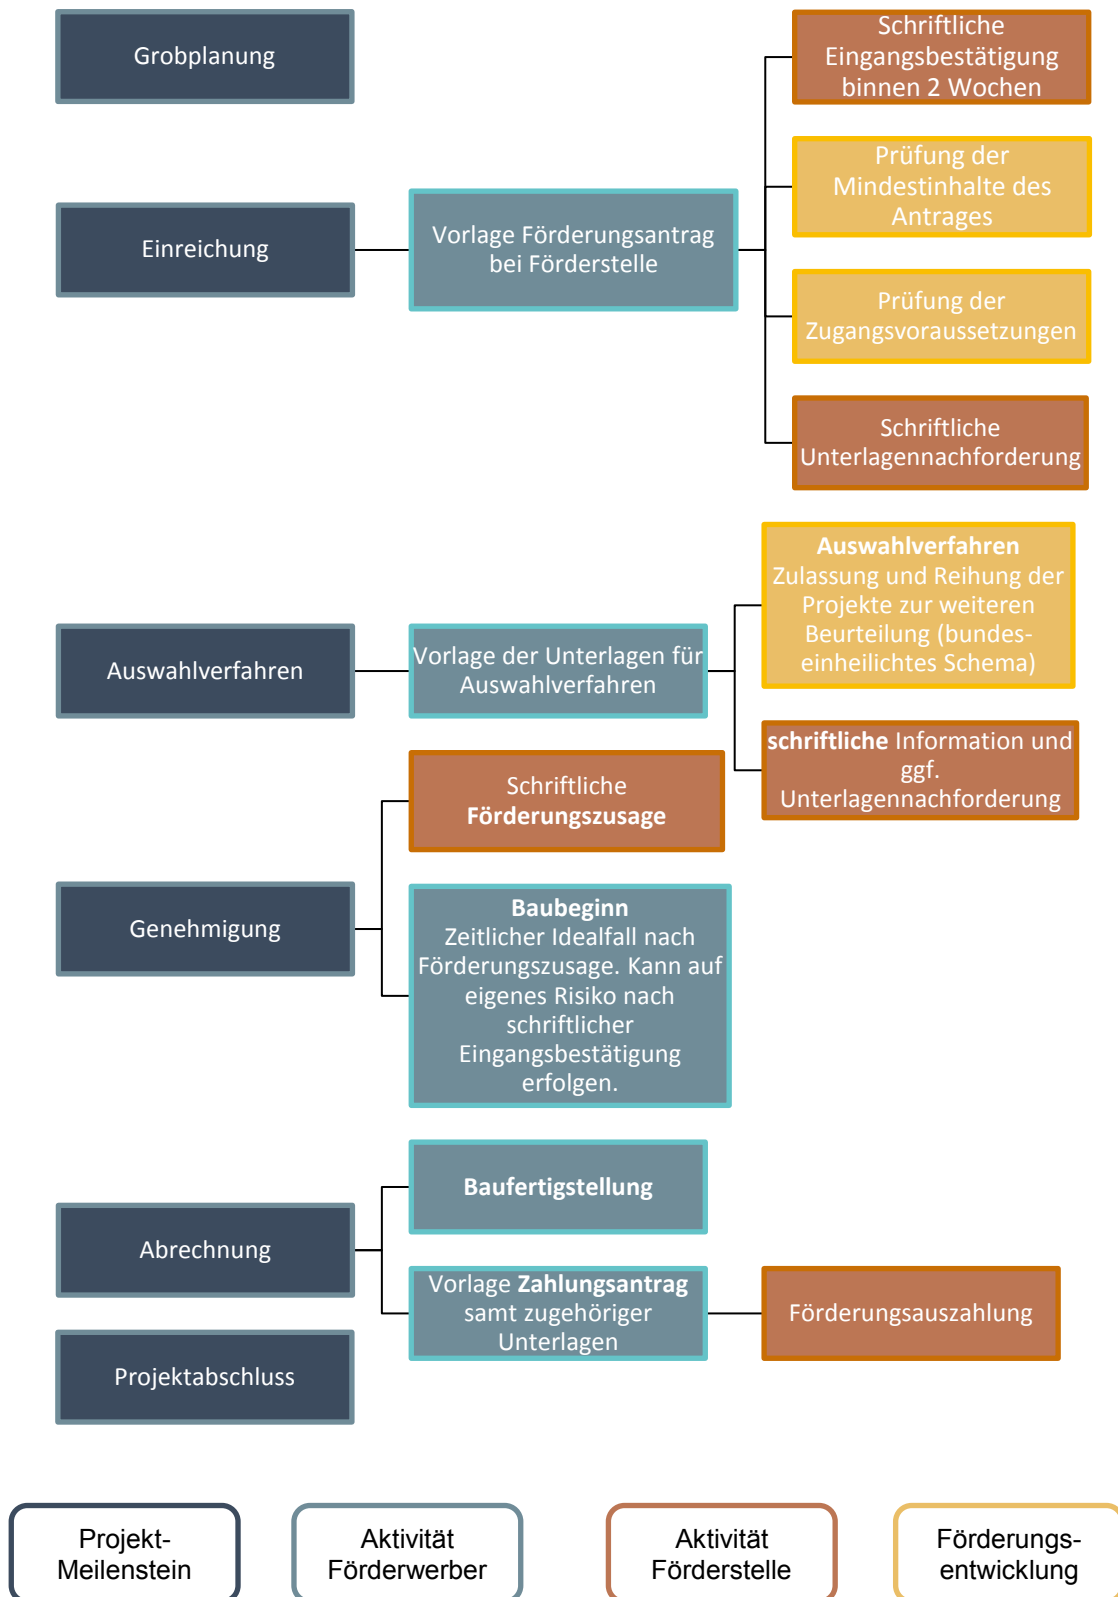 Grobplanung
Schriftliche
Eingangsbestätigung
binnen 2 Wochen
Prüfung der
Mindestinhalte des
Antrages
Einreichung
Vorlage Förderungsantrag
bei Förderstelle
Prüfung der
Zugangsvoraussetzungen
Schriftliche
Unterlagennachforderung
Auswahlverfahren
Vorlage der Unterlagen für
Auswahlverfahren
Auswahlverfahren
Zulassung und Reihung der
Projekte zur weiteren
Beurteilung (bundes-
einheilichtes Schema)
schriftliche Information und
ggf.
Unterlagennachforderung
Genehmigung
Schriftliche
Förderungszusage
Baubeginn
Zeitlicher Idealfall nach
Förderungszusage. Kann auf
eigenes Risiko nach
schriftlicher
Eingangsbestätigung
erfolgen.
Abrechnung
Baufertigstellung
Vorlage Zahlungsantrag
samt zugehöriger
Unterlagen
Förderungsauszahlung
Projektabschluss
Projekt-
Meilenstein
Aktivität
Förderwerber
Aktivität
Förderstelle
Förderungs-
entwicklung